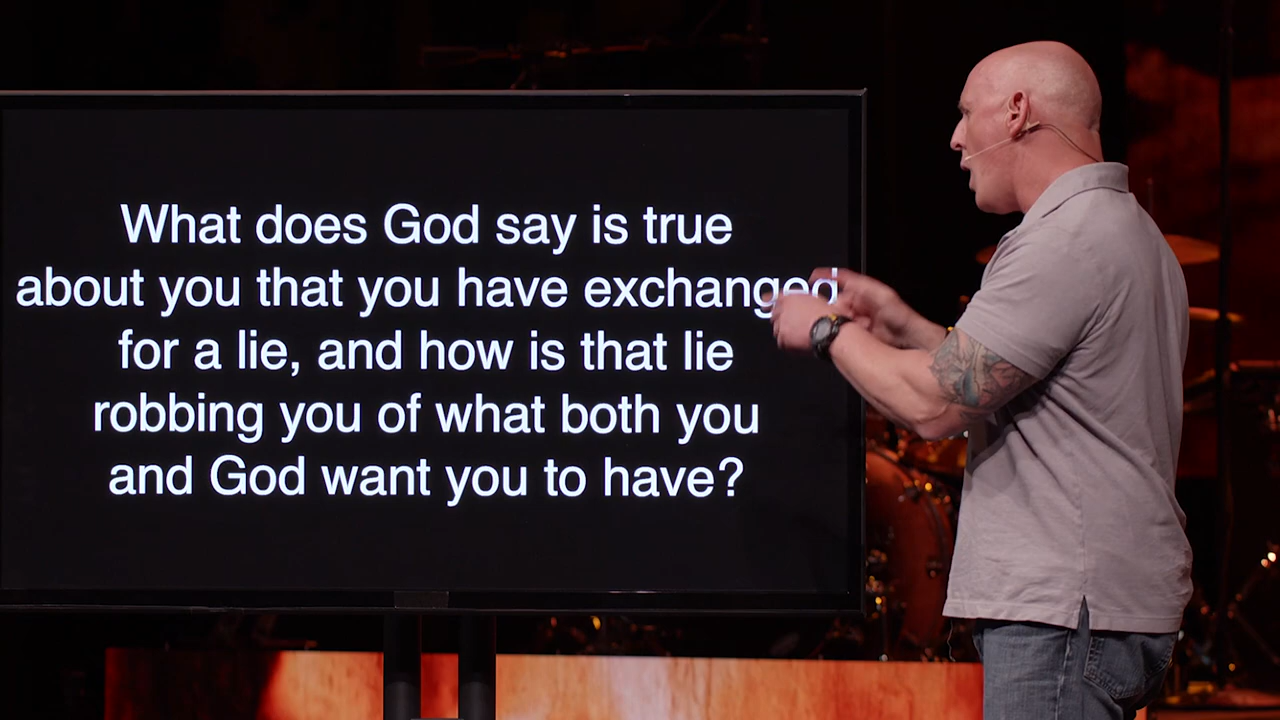 What does God say is true
about you that you have exchanged
for a lie, and how is that lie
robbing you of what both you
and God want you to have?